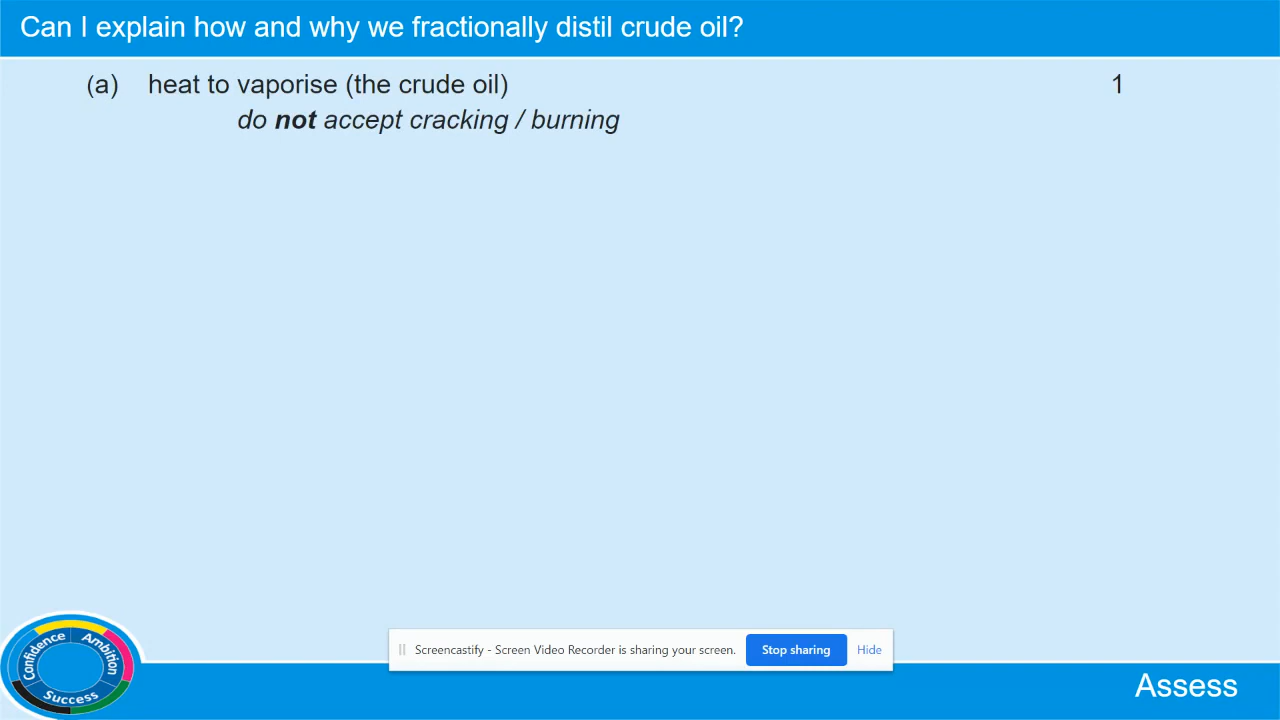 Can I explain how and why we fractionally distil crude oil?
(a) heat to vaporise (the crude oil) 1
do not accept cracking / burning
Confidence
Ambition
Success
Screencastify - Screen Video Recorder is sharing your screen. Stop sharing Hide
Assess